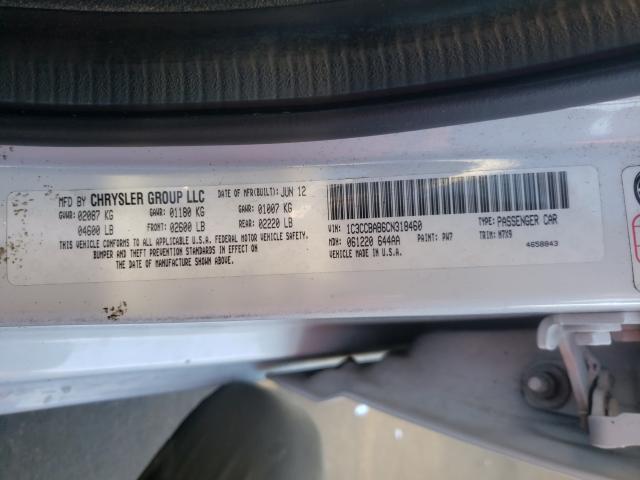 MFD BY CHRYSLER GROUP LLC DATE OF MFR(BUILT): JUN 12
GVWR: 02087 KG GAWR: 01180 KG GAWR: 01007 KG
04600 LB FRONT: 02600 LB REAR: 02220 LB
THIS VEHICLE CONFORMS TO ALL APPLICABLE U.S.A. FEDERAL MOTOR VEHICLE SAFETY,
BUMPER AND THEFT PREVENTION STANDARDS IN EFFECT ON
THE DATE OF MANUFACTURE SHOWN ABOVE.
VIN: 1C3CCBAB6CN318460 TYPE: PASSENGER CAR
MDH: 061220 644AA PAINT: PW7 TRIM: M7X9
VEHICLE MADE IN U.S.A. 4658843